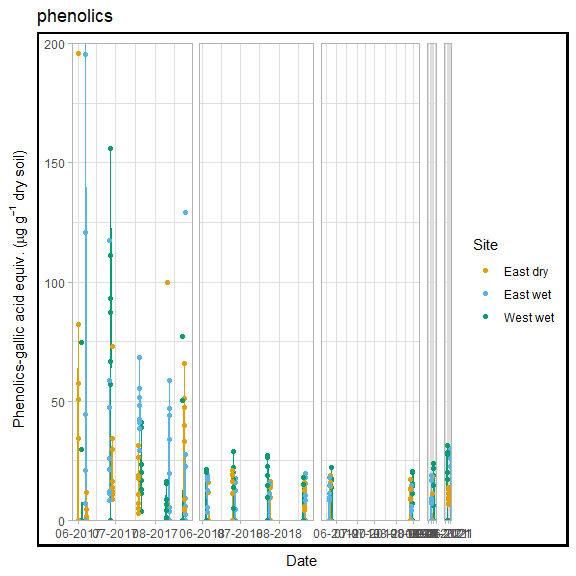 phenolics
200
150
100
50
0
Phenolics-gallic acid equiv. (μg g⁻¹ dry soil)
06-2017 07-2017 08-2017 06-2018 07-2018 08-2018
Date
Site
East dry
East wet
West wet